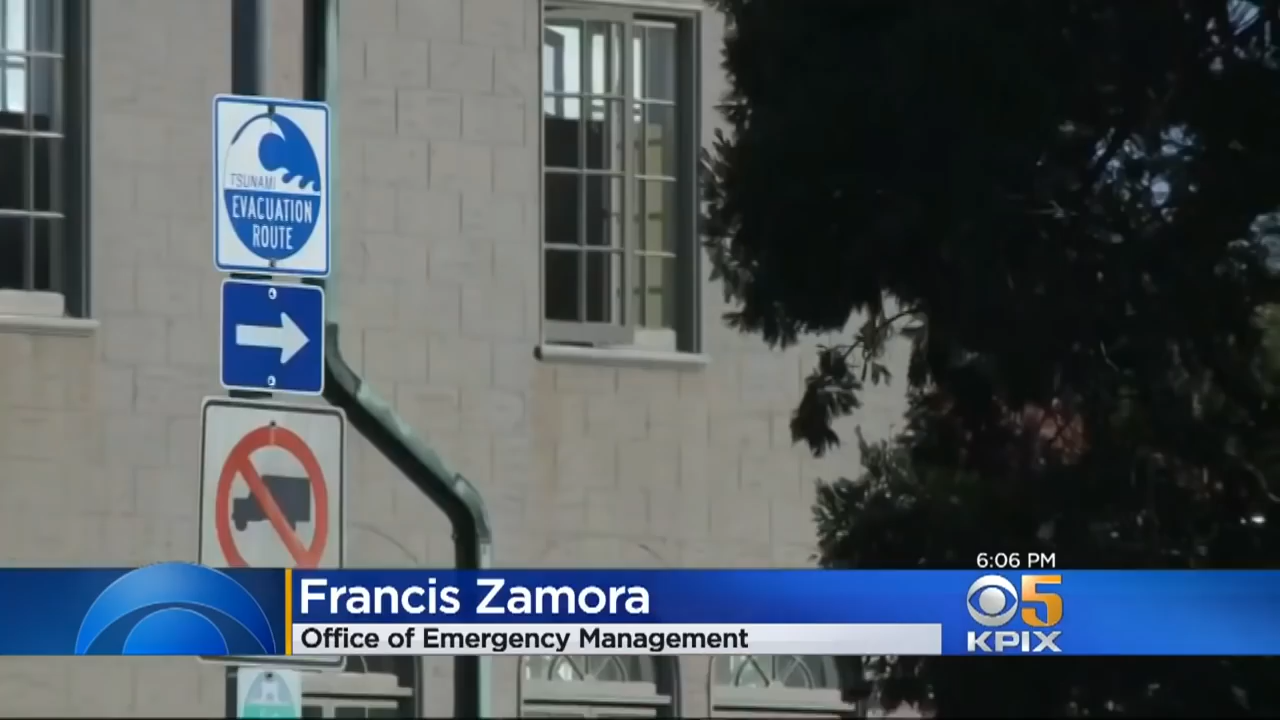 TSUNAMI
EVACUATION
ROUTE
6:06 PM
Francis Zamora
5
KPIX
Office of Emergency Management